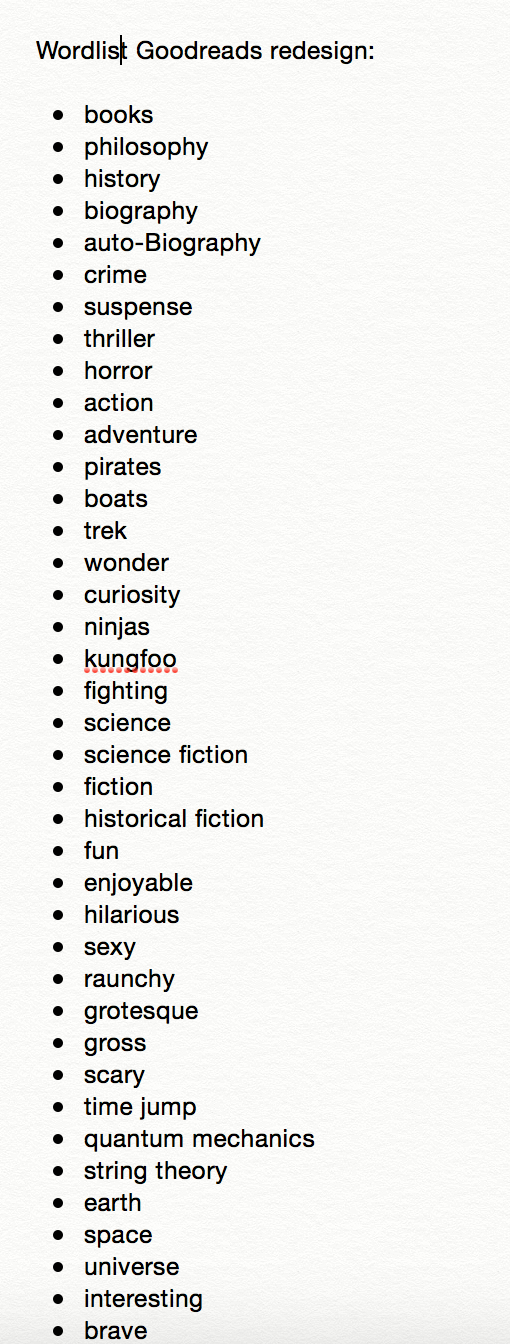 Wordlist Goodreads redesign:
• books
• philosophy
• history
• biography
• auto-Biography
• crime
• suspense
• thriller
• horror
• action
• adventure
• pirates
• boats
• trek
• wonder
• curiosity
• ninjas
• kungfoo
• fighting
• science
• science fiction
• fiction
• historical fiction
• fun
• enjoyable
• hilarious
• sexy
• raunchy
• grotesque
• gross
• scary
• time jump
• quantum mechanics
• string theory
• earth
• space
• universe
• interesting
• brave